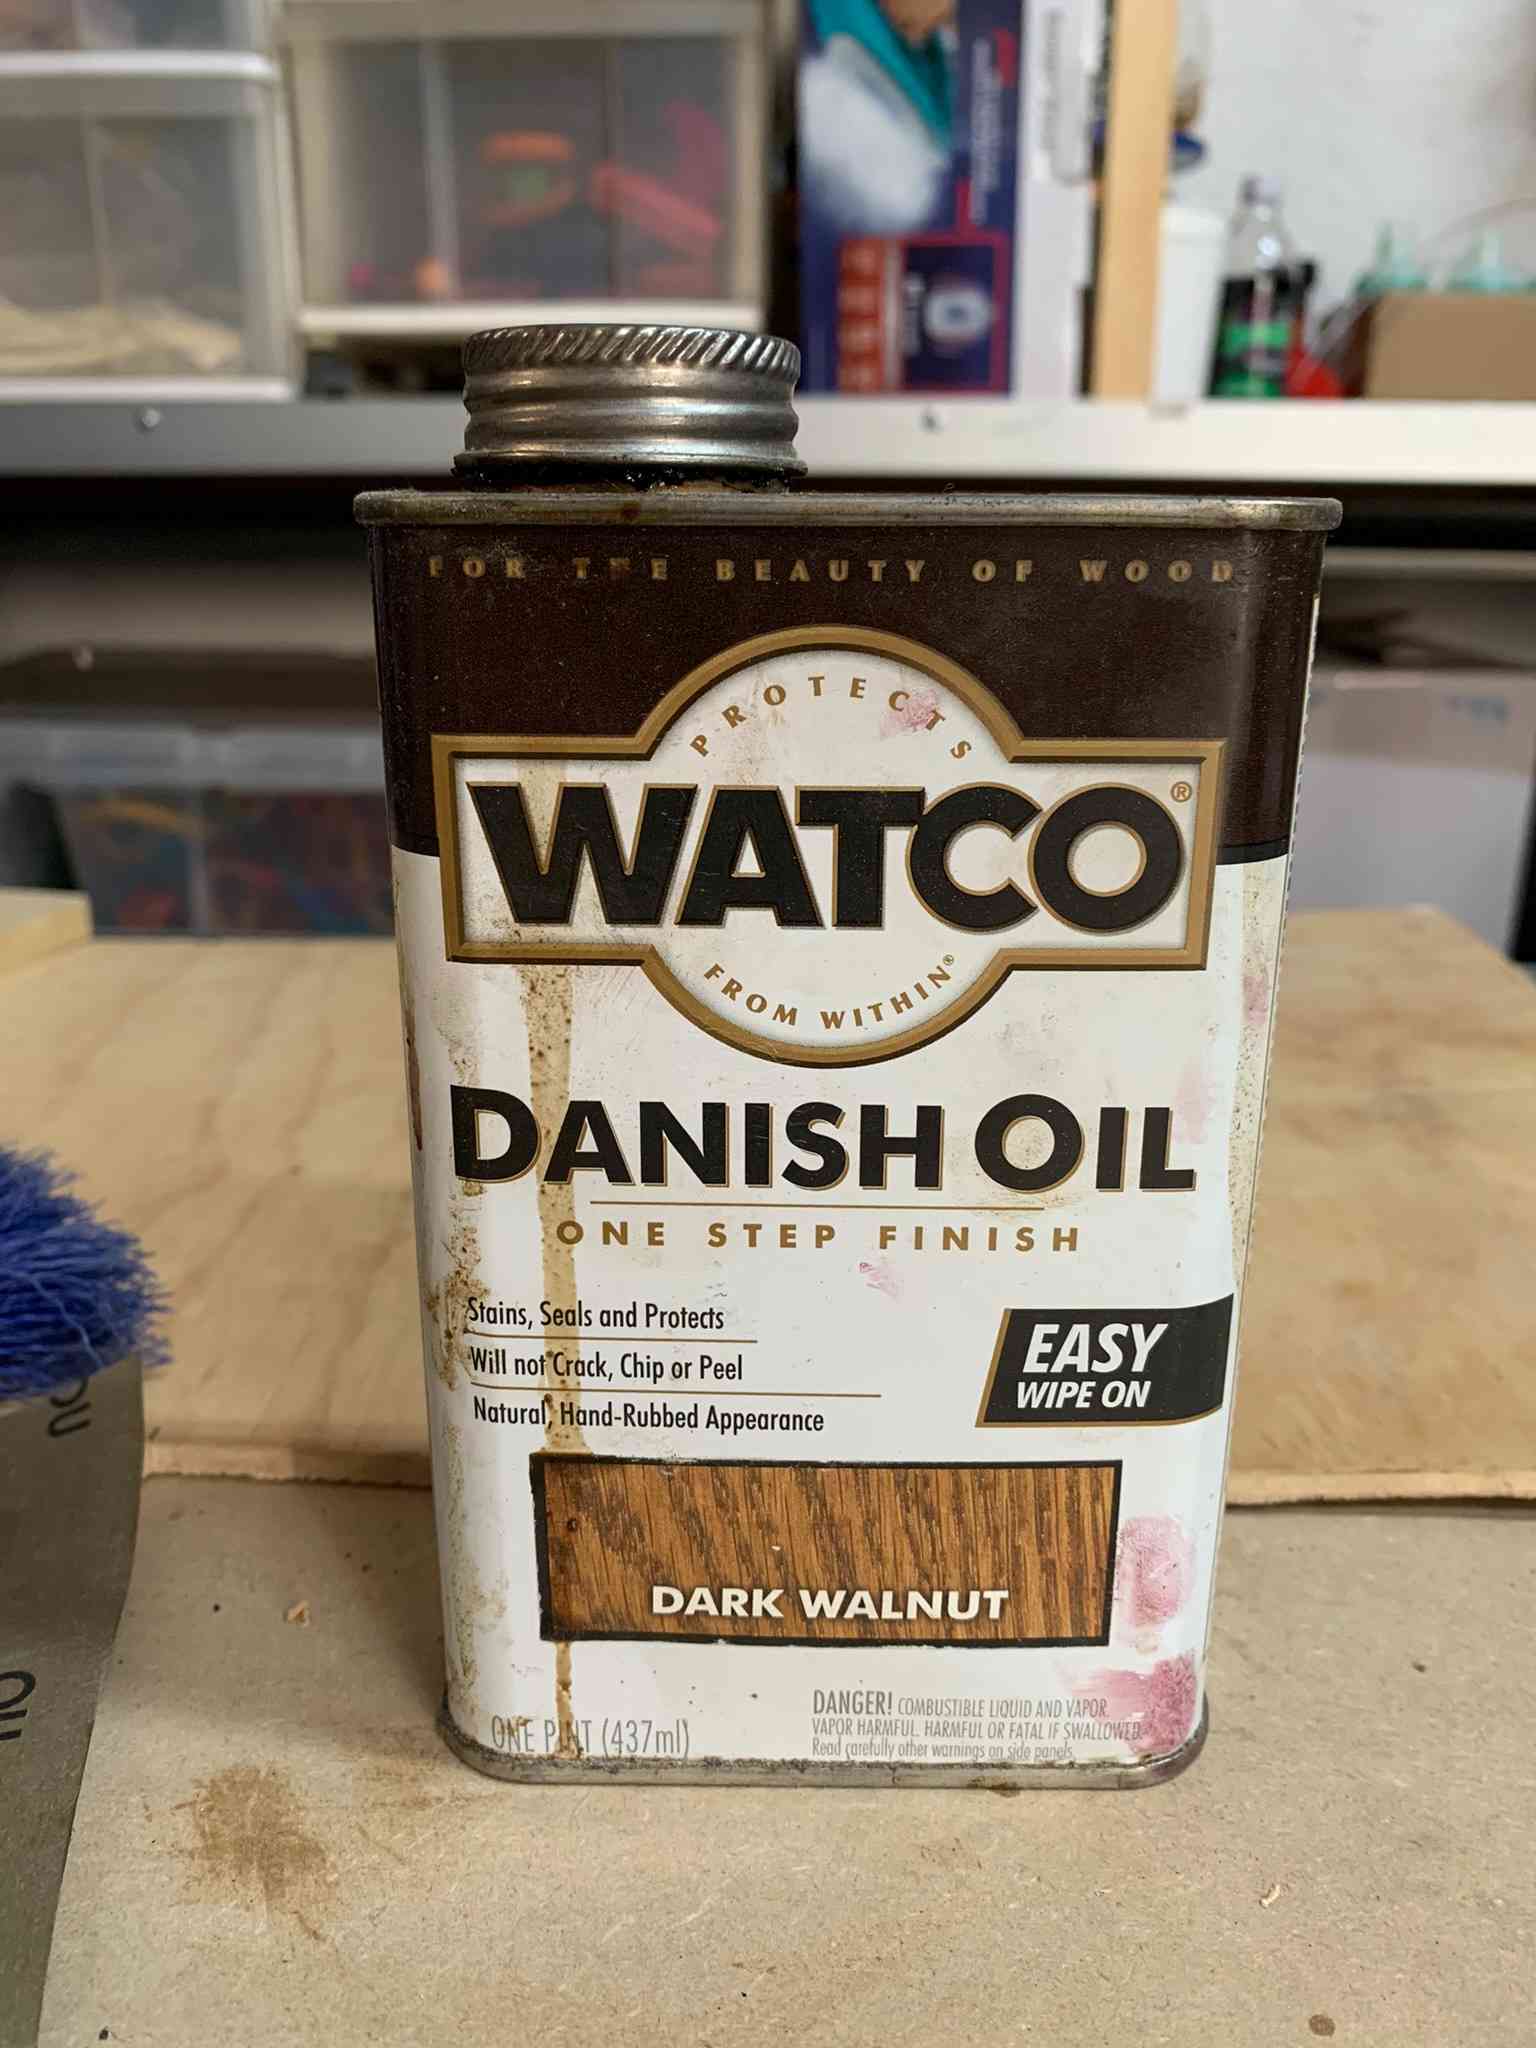 FOR THE BEAUTY OF WOOD
PROTECTS
WATCO®
FROM WITHIN®
DANISH OIL
ONE STEP FINISH
Stains, Seals and Protects
Will not Crack, Chip or Peel
Natural, Hand-Rubbed Appearance
EASY
WIPE ON
DARK WALNUT
ONE PINT (437ml)
DANGER! COMBUSTIBLE LIQUID AND VAPOR.
VAPOR HARMFUL. HARMFUL OR FATAL IF SWALLOWED.
Read carefully other warnings on side panels.